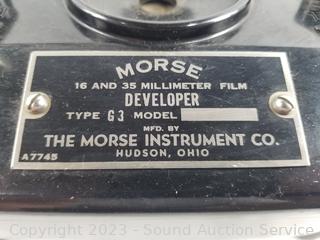 MORSE
16 AND 35 MILLIMETER FILM
DEVELOPER
TYPE G3 MODEL
MFD. BY
THE MORSE INSTRUMENT CO.
HUDSON, OHIO
A7745
Copyright 2023 - Sound Auction Service